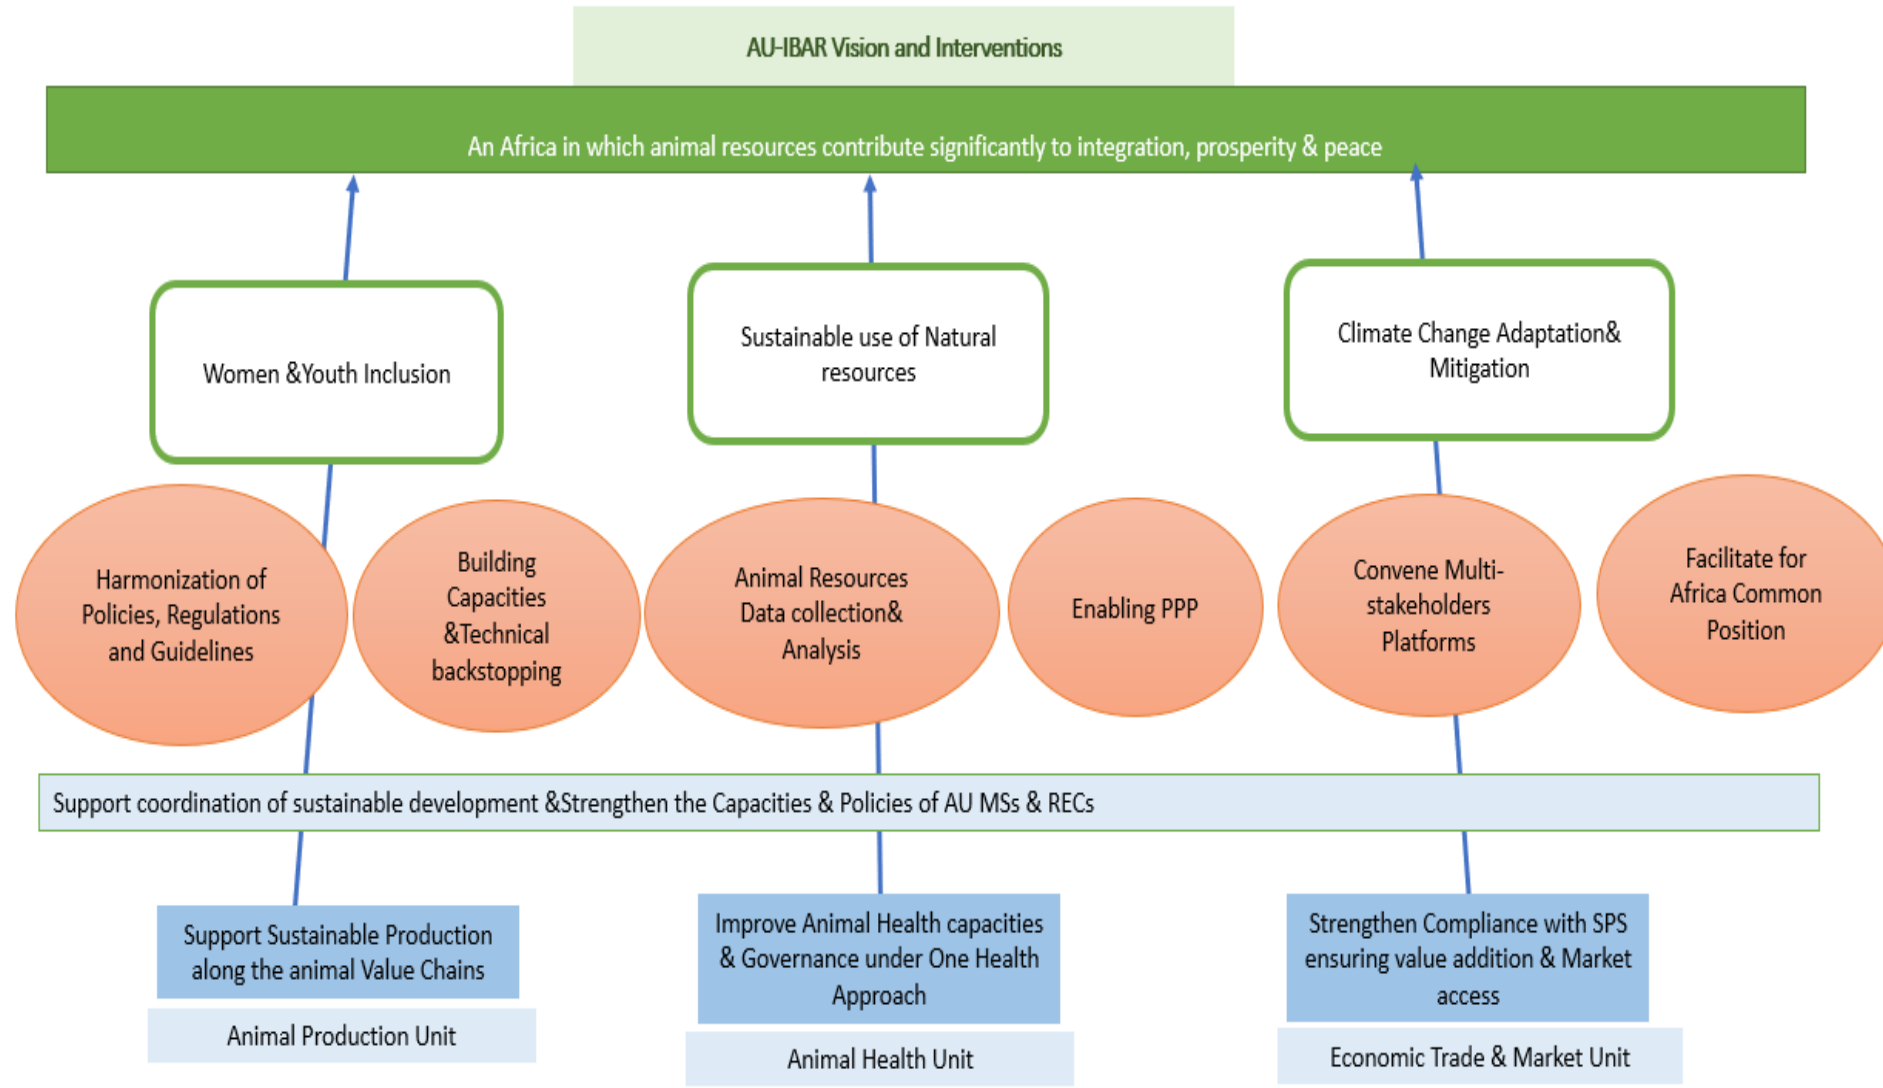 AU-IBAR Vision and Interventions
An Africa in which animal resources contribute significantly to integration, prosperity & peace
Women &Youth Inclusion
Sustainable use of Natural
resources
Climate Change Adaptation&
Mitigation
Harmonization of
Policies, Regulations
and Guidelines
Building
Capacities
&Technical
backstopping
Animal Resources
Data collection&
Analysis
Enabling PPP
Convene Multi-
stakeholders
Platforms
Facilitate for
Africa Common
Position
Support coordination of sustainable development &Strengthen the Capacities & Policies of AU MSs & RECs
Support Sustainable Production
along the animal Value Chains
Animal Production Unit
Improve Animal Health capacities
& Governance under One Health
Approach
Animal Health Unit
Strengthen Compliance with SPS
ensuring value addition & Market
access
Economic Trade & Market Unit